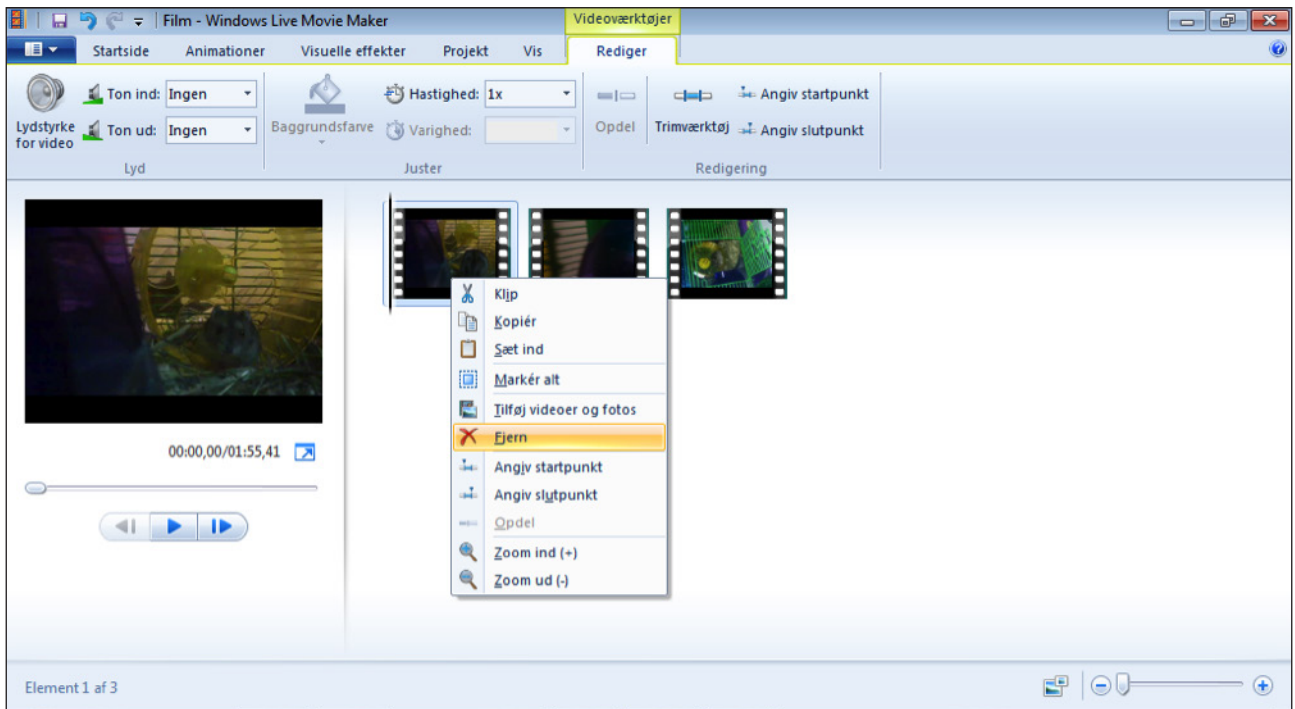 Film - Windows Live Movie Maker
Videoværktøjer
Startside Animationer Visuelle effekter Projekt Vis Rediger
Lydstyrke for video
Ton ind: Ingen
Ton ud: Ingen
Lyd
Baggrundsfarve
Hastighed: 1x
Varighed:
Juster
Opdel
Trimværktøj
Angiv startpunkt
Angiv slutpunkt
Redigering
00:00,00/01:55,41
Klip
Kopiér
Sæt ind
Markér alt
Tilføj videoer og fotos
Fjern
Angiv startpunkt
Angiv slutpunkt
Opdel
Zoom ind (+)
Zoom ud (-)
Element 1 af 3